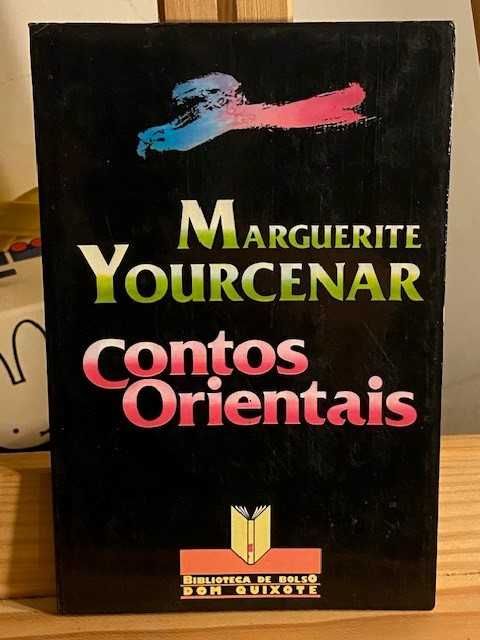 MARGUERITE
YOURCENAR
Contos
Orientais
BIBLIOTECA DE BOLSO
DOM QUIXOTE